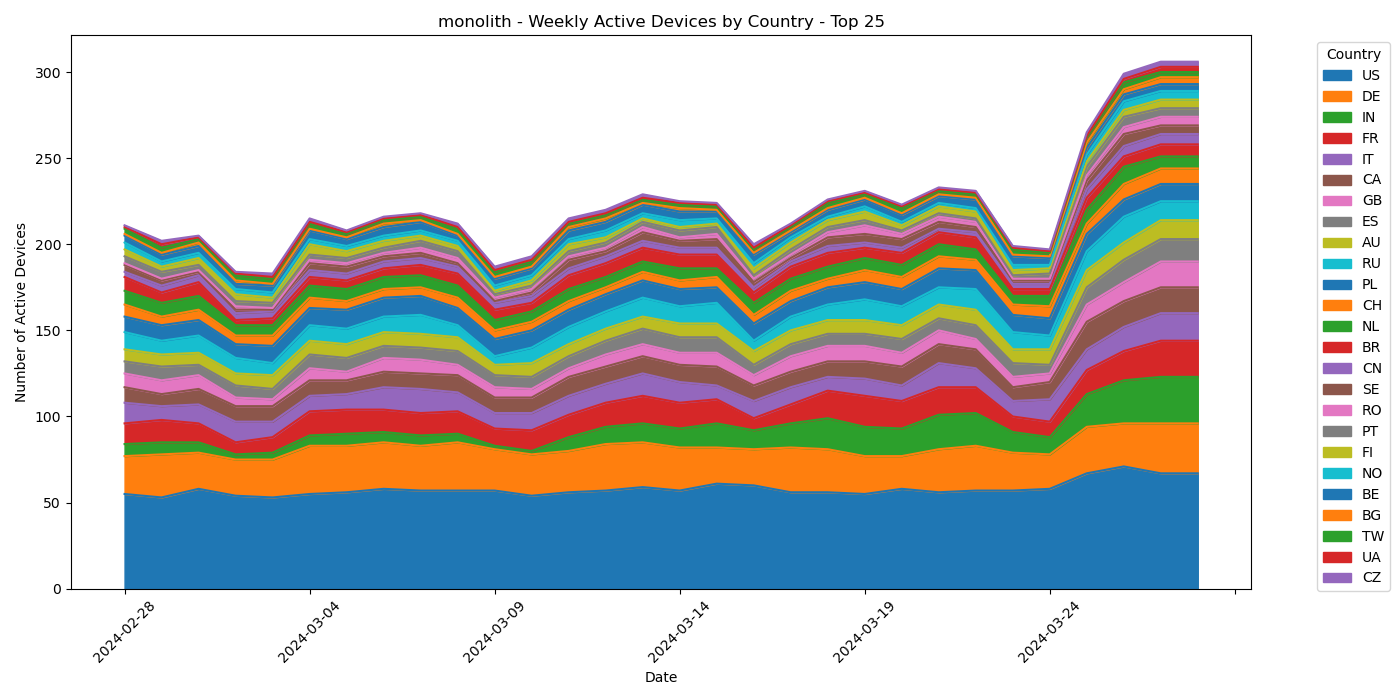 monolith - Weekly Active Devices by Country - Top 25
Number of Active Devices
300
250
200
150
100
50
0
2024-02-28
2024-03-04
2024-03-09
2024-03-14
2024-03-19
2024-03-24
Date
Country
US
DE
IN
FR
IT
CA
GB
ES
AU
RU
PL
CH
NL
BR
CN
SE
RO
PT
FI
NO
BE
BG
TW
UA
CZ